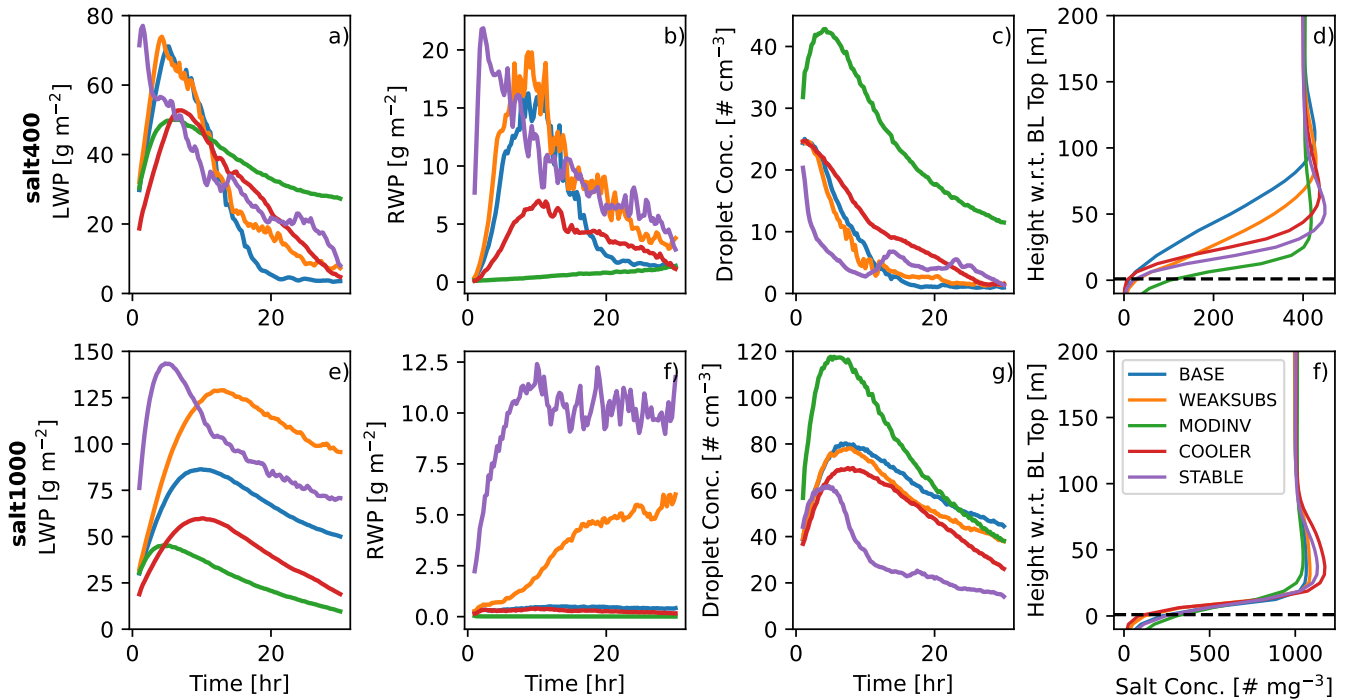 salt400
LWP [g m−2]
80
60
40
20
0
0
20
a)
RWP [g m−2]
20
15
10
5
0
0
20
b)
Droplet Conc. [# cm−3]
50
40
30
20
10
0
0
20
c)
Height w.r.t. BL Top [m]
200
150
100
50
0
0
200
400
d)
salt1000
LWP [g m−2]
150
125
100
75
50
25
0
0
20
Time [hr]
e)
RWP [g m−2]
12.5
10.0
7.5
5.0
2.5
0.0
0
20
Time [hr]
f)
Droplet Conc. [# cm−3]
120
100
80
60
40
20
0
0
20
Time [hr]
g)
Height w.r.t. BL Top [m]
200
150
100
50
0
0
500
1000
Salt Conc. [# mg−3]
f)
BASE
WEAKSUBS
MODINV
COOLER
STABLE